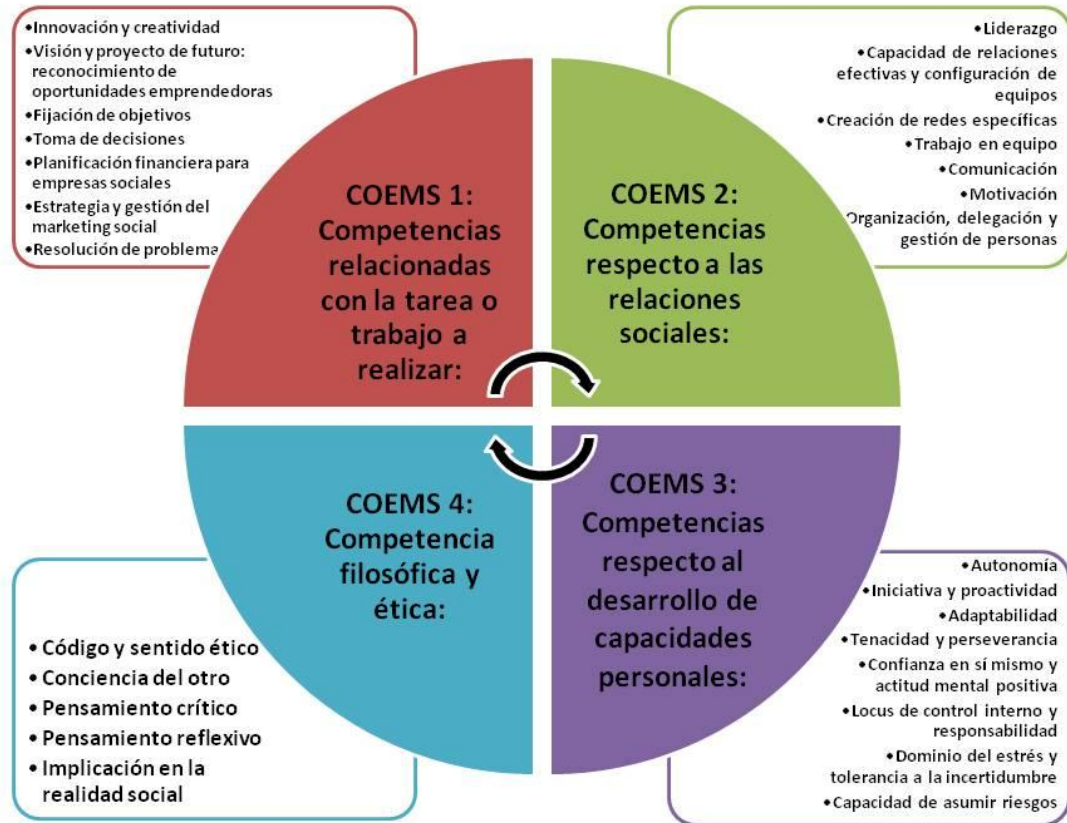 •Innovación y creatividad
•Visión y proyecto de futuro:
reconocimiento de
oportunidades emprendedoras
•Fijación de objetivos
•Toma de decisiones
•Planificación financiera para
empresas sociales
•Estrategia y gestión del
marketing social
•Resolución de problema
COEMS 1:
Competencias
relacionadas
con la tarea o
trabajo a
realizar:
COEMS 2:
Competencias
respecto a las
relaciones
sociales:
•Liderazgo
•Capacidad de relaciones
efectivas y configuración de
equipos
•Creación de redes específicas
•Trabajo en equipo
•Comunicación
•Motivación
Organización, delegación y
gestión de personas
COEMS 4:
Competencia
filosófica y
ética:
• Código y sentido ético
• Conciencia del otro
• Pensamiento crítico
• Pensamiento reflexivo
• Implicación en la
realidad social
COEMS 3:
Competencias
respecto al
desarrollo de
capacidades
personales:
•Autonomía
•Iniciativa y proactividad
•Adaptabilidad
•Tenacidad y perseverancia
•Confianza en sí mismo y
actitud mental positiva
•Locus de control interno y
responsabilidad
•Dominio del estrés y
tolerancia a la incertidumbre
•Capacidad de asumir riesgos